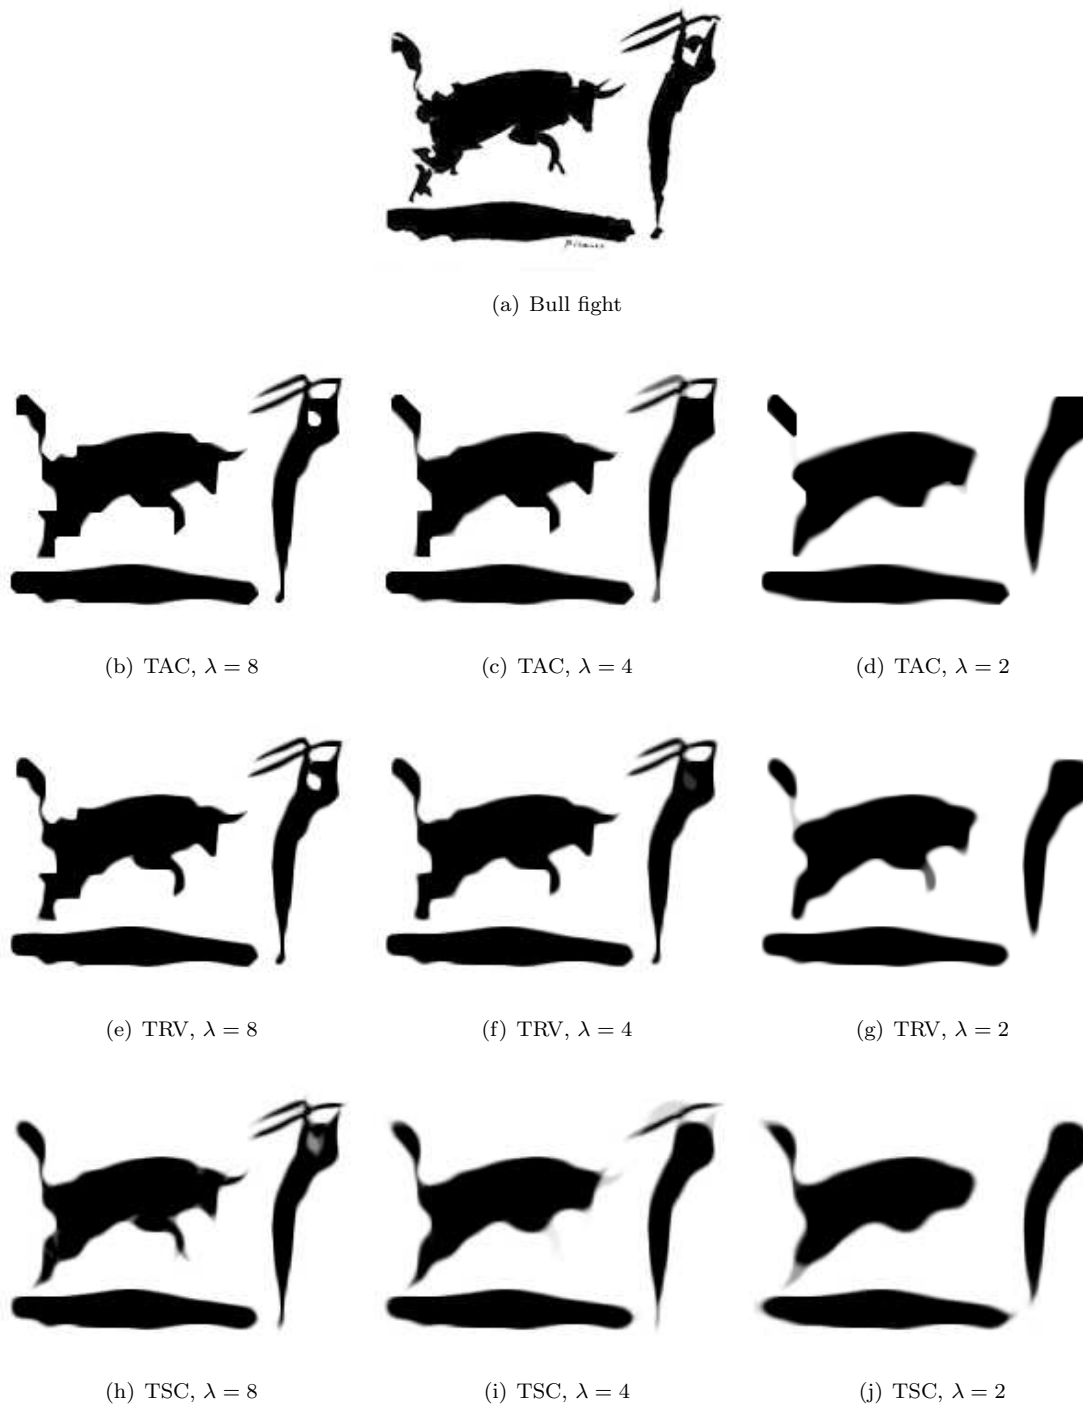 (a) Bull fight
(b) TAC, λ = 8
(c) TAC, λ = 4
(d) TAC, λ = 2
(e) TRV, λ = 8
(f) TRV, λ = 4
(g) TRV, λ = 2
(h) TSC, λ = 8
(i) TSC, λ = 4
(j) TSC, λ = 2